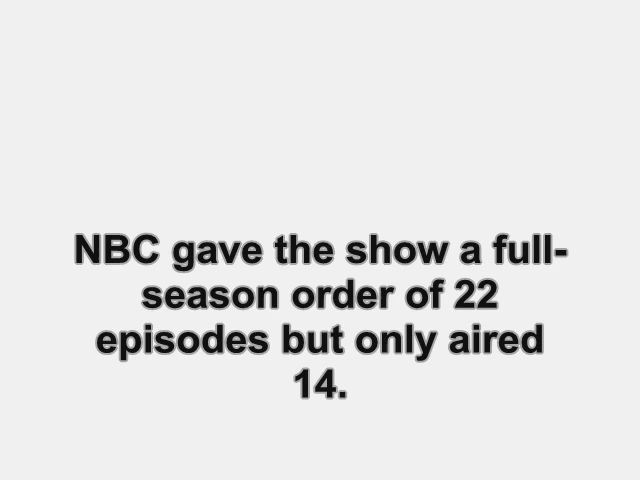 NBC gave the show a full-
season order of 22
episodes but only aired
14.